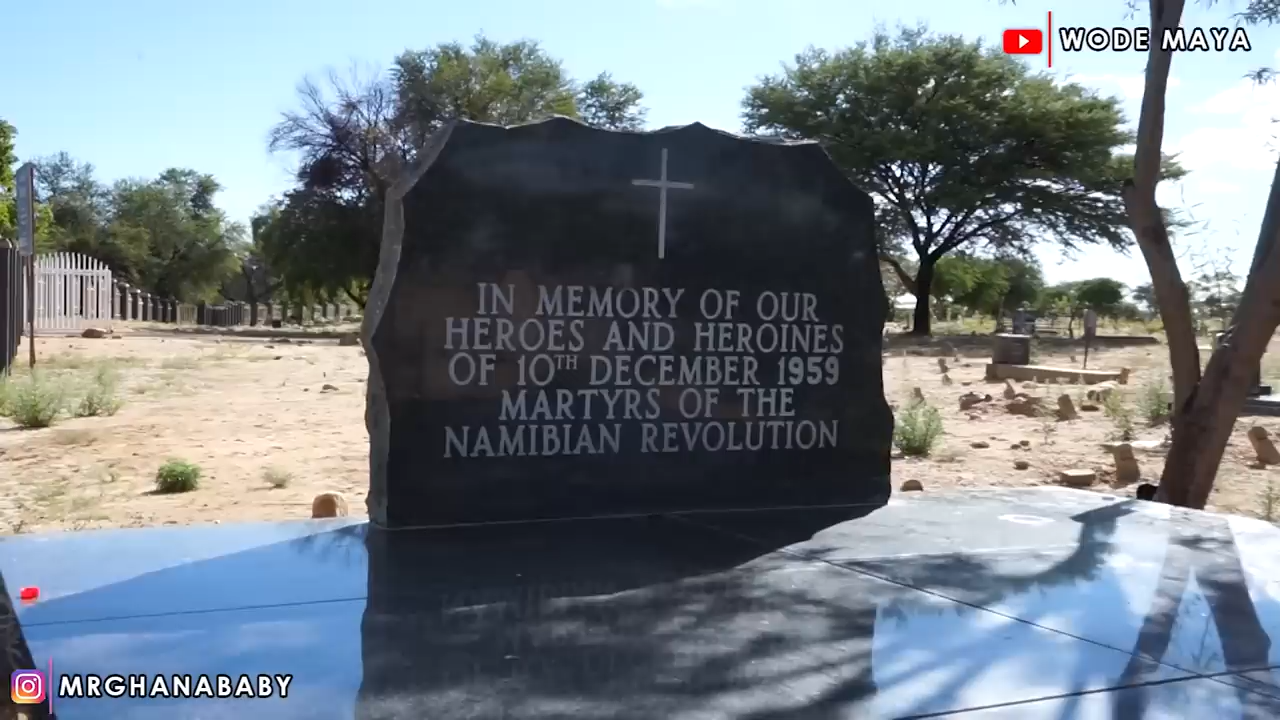 WODE MAYA
IN MEMORY OF OUR
HEROES AND HEROINES
OF 10TH DECEMBER 1959
MARTYRS OF THE
NAMIBIAN REVOLUTION
MRGHANABABY